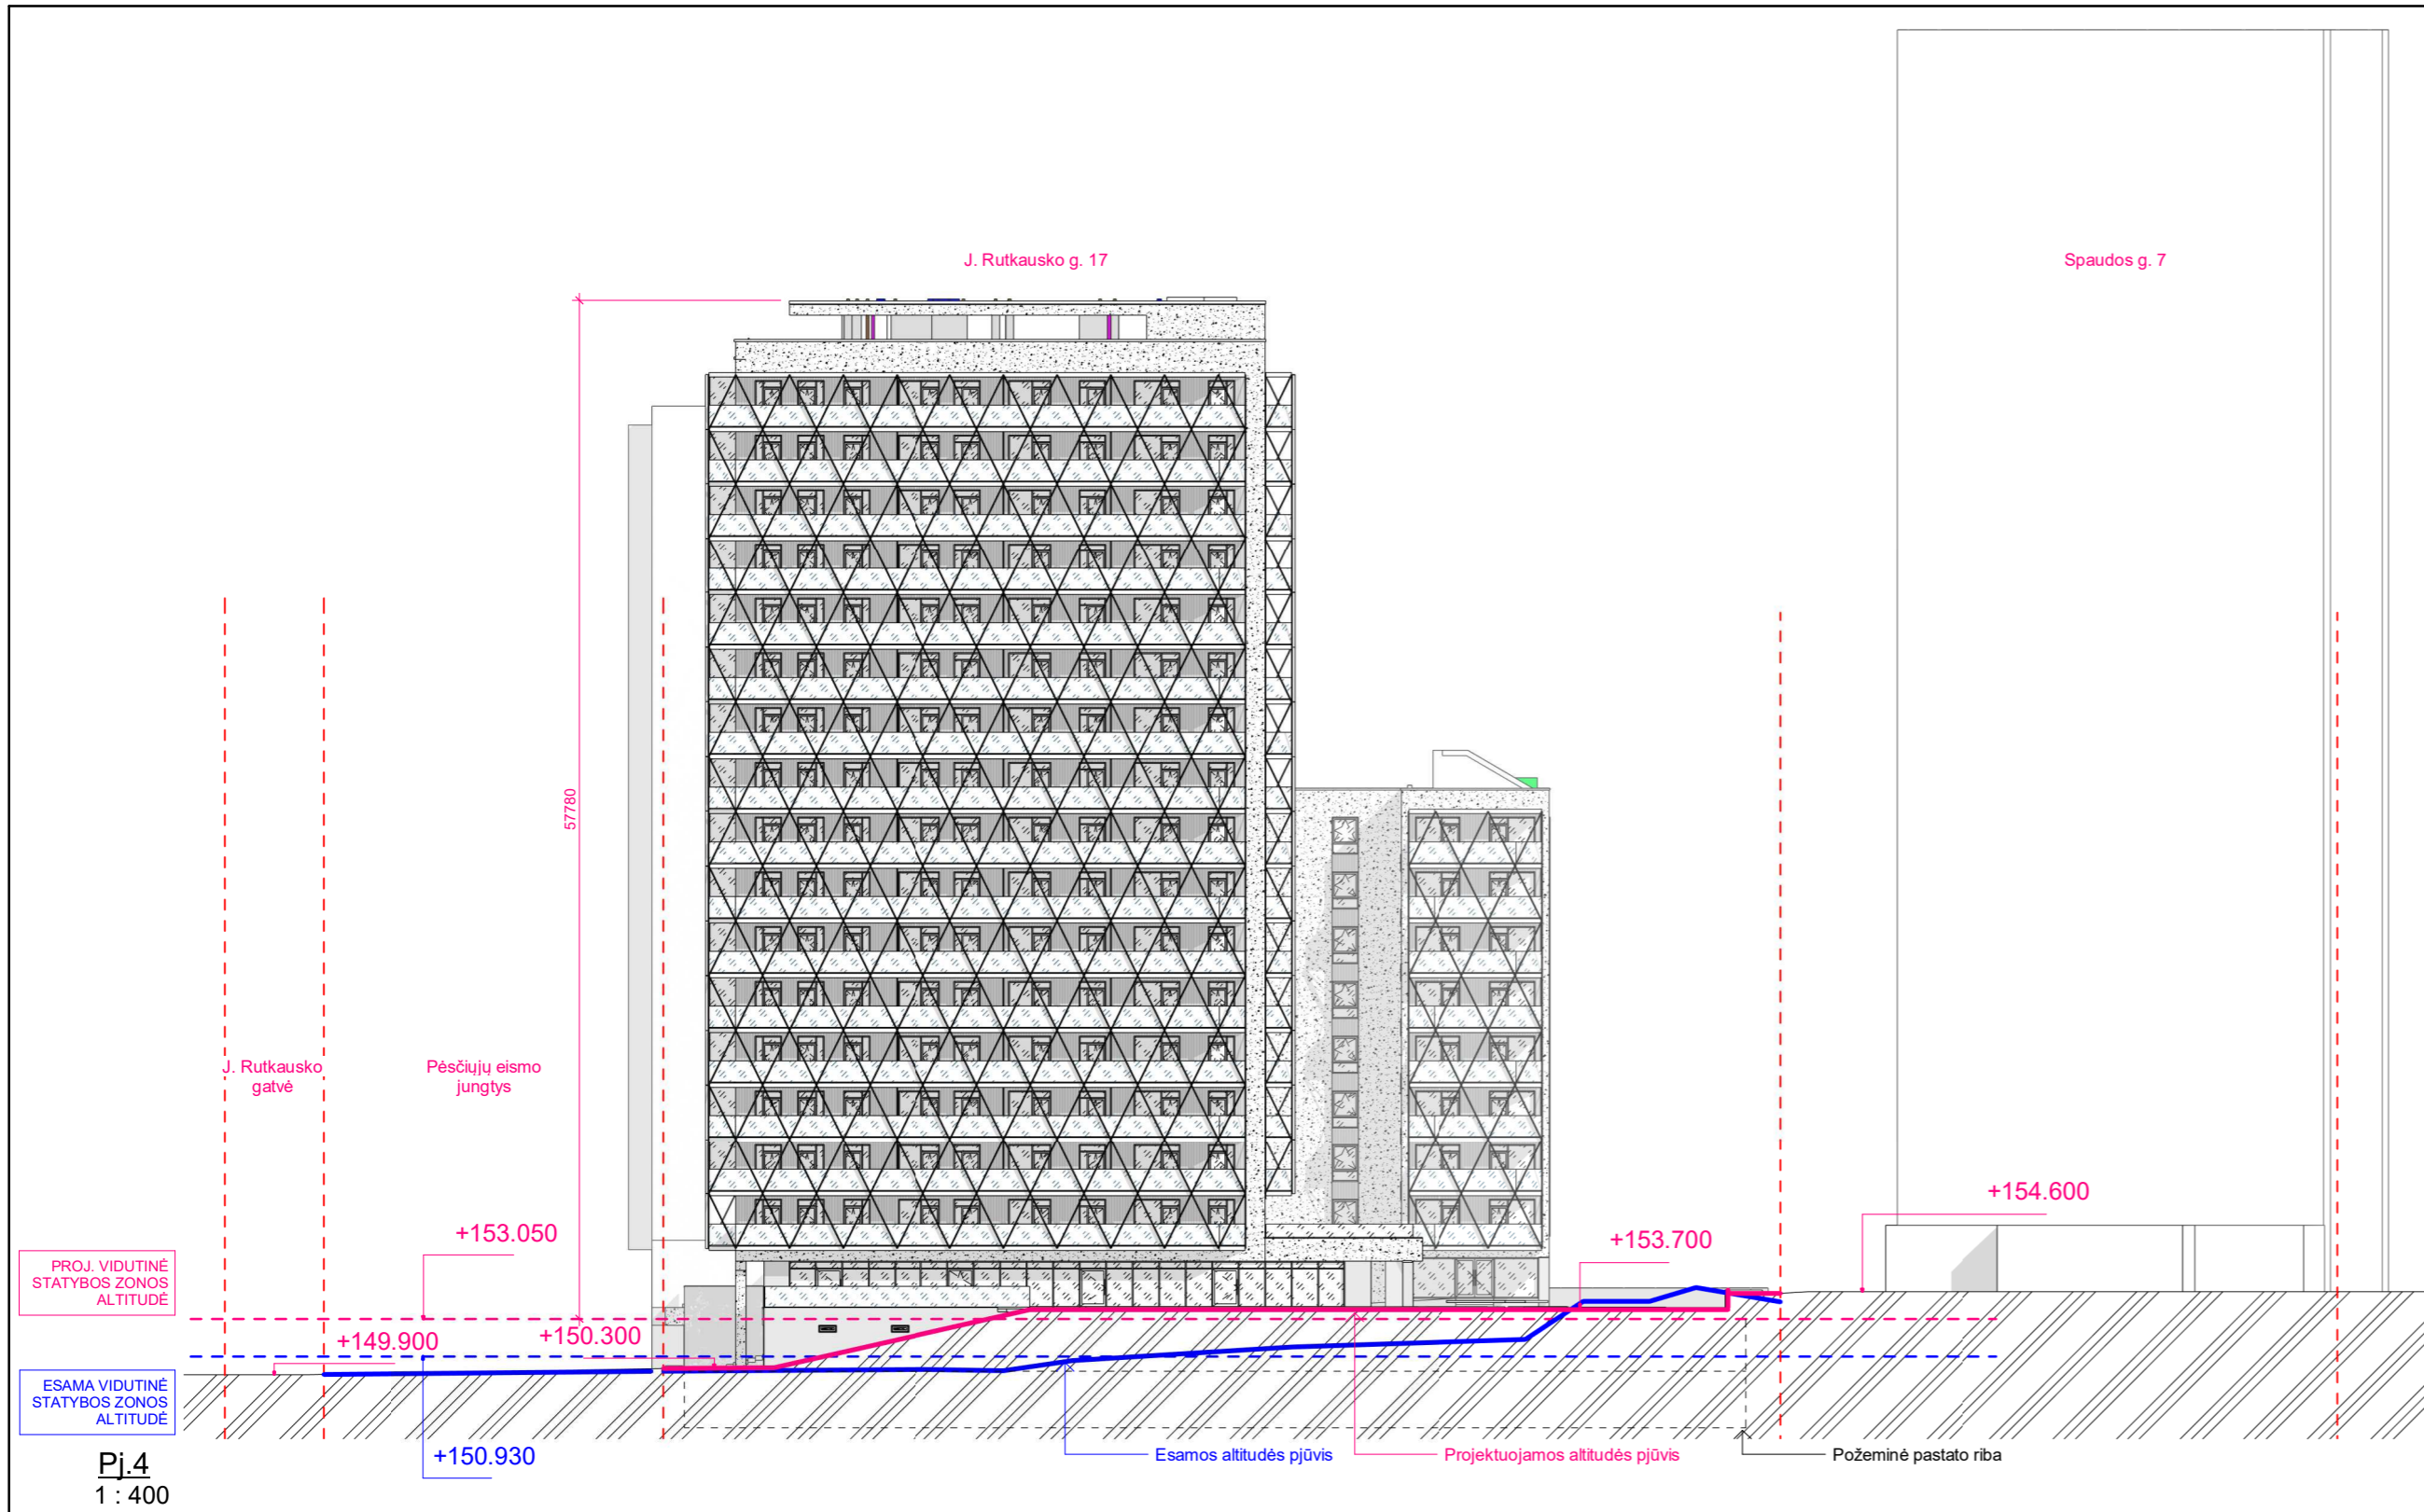 J. Rutkausko g. 17
Spaudos g. 7
57780
J. Rutkausko
gatvė
Pėsčiųjų eismo
jungtys
+153.050
+153.700
+154.600
PROJ. VIDUTINĖ
STATYBOS ZONOS
ALTITUDĖ
+149.900
+150.300
ESAMA VIDUTINĖ
STATYBOS ZONOS
ALTITUDĖ
+150.930
Esamos altitudės pjūvis
Projektuojamos altitudės pjūvis
Požeminė pastato riba
Pj.4
1 : 400